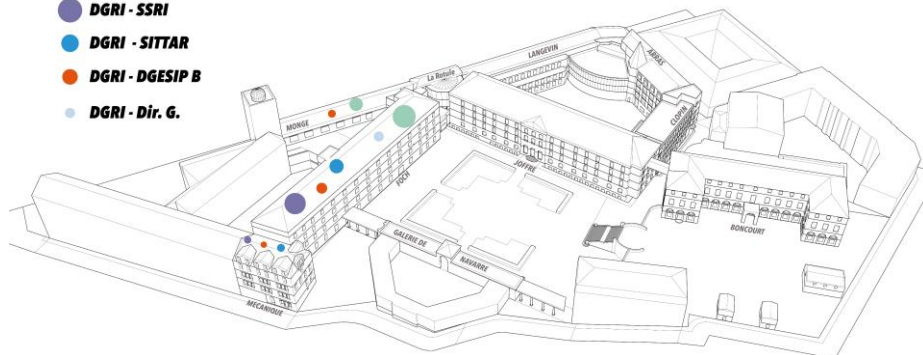 DGRI - SSRI
DGRI - SITTAR
DGRI - DGESIP B
DGRI - Dir. G.
LANGEVIN
ARRAS
La Rotule
MONGE
CLOPIN
JOFFRE
FOCH
BONCOURT
GALERIE DE
NAVARRE
MECANIQUE